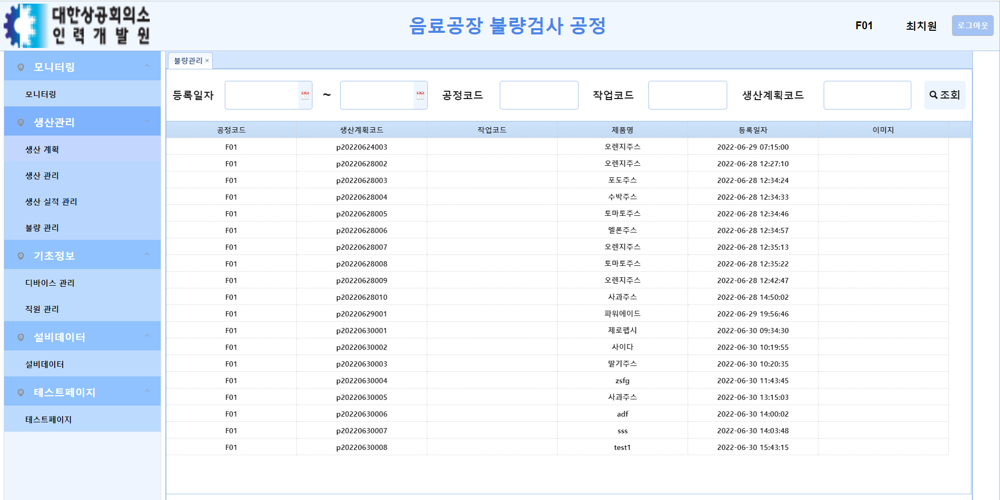 대한상공회의소
인력개발원
음료공장 불량검사 공정
F01 최치원 로그아웃
모니터링
모니터링
생산관리
생산 계획
생산 관리
생산 실적 관리
불량 관리
기초정보
디바이스 관리
직원 관리
설비데이터
설비데이터
테스트페이지
테스트페이지
불량관리 ×
등록일자 ~ 공정코드 작업코드 생산계획코드 조회
공정코드 생산계획코드 작업코드 제품명 등록일자 이미지
F01 p20220624003 오렌지주스 2022-06-29 07:15:00
F01 p20220628002 오렌지주스 2022-06-28 12:27:10
F01 p20220628003 포도주스 2022-06-28 12:34:24
F01 p20220628004 수박주스 2022-06-28 12:34:33
F01 p20220628005 토마토주스 2022-06-28 12:34:46
F01 p20220628006 멜론주스 2022-06-28 12:34:57
F01 p20220628007 오렌지주스 2022-06-28 12:35:13
F01 p20220628008 토마토주스 2022-06-28 12:35:22
F01 p20220628009 오렌지주스 2022-06-28 12:42:47
F01 p20220628010 사과주스 2022-06-28 14:50:02
F01 p20220629001 파워에이드 2022-06-29 19:56:46
F01 p20220630001 제로펩시 2022-06-30 09:34:30
F01 p20220630002 사이다 2022-06-30 10:19:55
F01 p20220630003 딸기주스 2022-06-30 10:20:35
F01 p20220630004 zsfg 2022-06-30 11:43:45
F01 p20220630005 사과주스 2022-06-30 13:15:03
F01 p20220630006 adf 2022-06-30 14:00:02
F01 p20220630007 sss 2022-06-30 14:03:48
F01 p20220630008 test1 2022-06-30 15:43:15